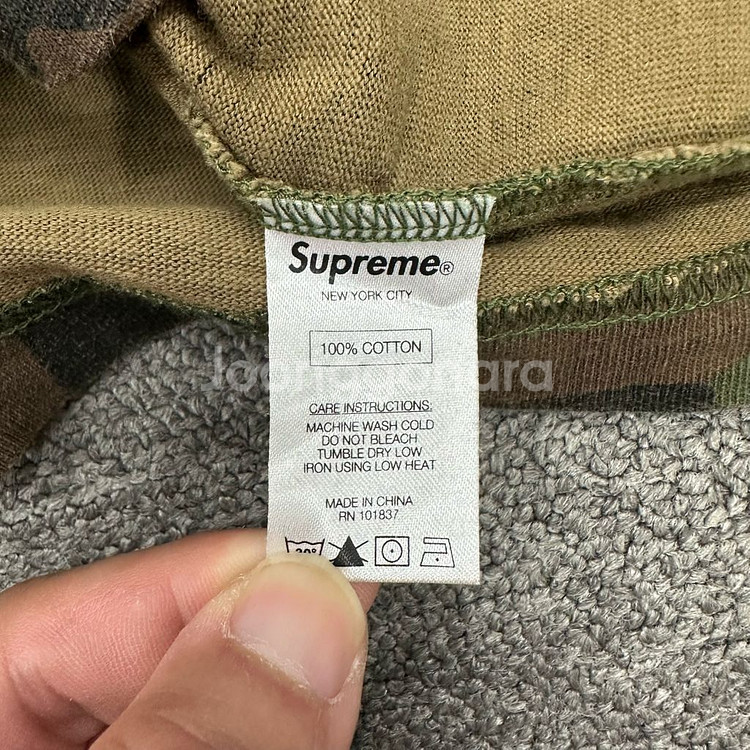 Supreme®
NEW YORK CITY
100% COTTON
CARE INSTRUCTIONS:
MACHINE WASH COLD
DO NOT BLEACH
TUMBLE DRY LOW
IRON USING LOW HEAT
MADE IN CHINA
RN 101837
30°